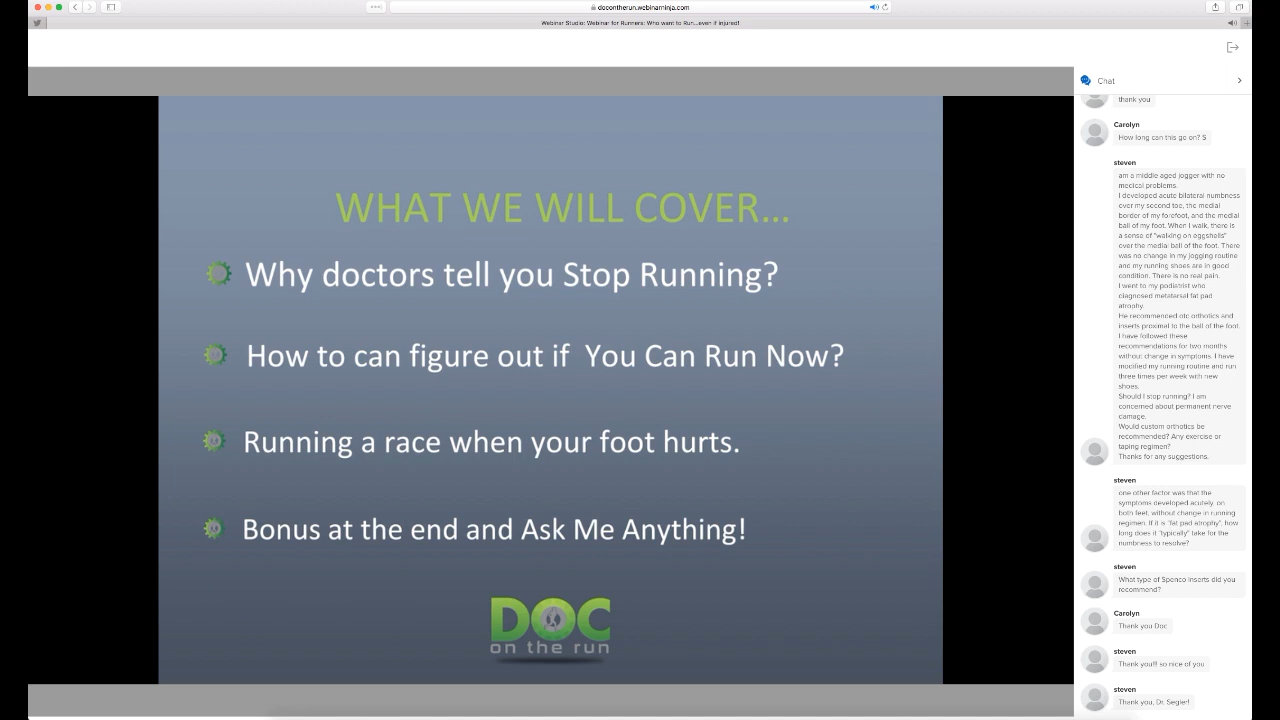 docontherun.webinarninja.com
Webinar Studio: Webinar for Runners: Who want to Run...even if injured!
WHAT WE WILL COVER...
Why doctors tell you Stop Running?
How to can figure out if You Can Run Now?
Running a race when your foot hurts.
Bonus at the end and Ask Me Anything!
DOC
on the run
Chat
thank you
Carolyn
How long can this go on? S
steven
am a middle aged jogger with no
medical problems.
I developed acute bilateral numbness
over my second toe, the medial
border of my forefoot, and the medial
ball of my foot. When I walk, there is
a sense of "walking on eggshells"
over the medial ball of the foot. There
was no change in my jogging routine
and my running shoes are in good
condition. There is no real pain.
I went to my podiatrist who
diagnosed metatarsal fat pad
atrophy.
He recommended otc orthotics and
inserts proximal to the ball of the foot.
I have followed these
recommendations for two months
without change in symptoms. I have
modified my running routine and run
three times per week with new
shoes.
Should I stop running? I am
concerned about permanent nerve
damage.
Would custom orthotics be
recommended? Any exercise or
taping regimen?
Thanks for any suggestions.
steven
one other factor was that the
symptoms developed acutely, on
both feet, without change in running
regimen. If it is "fat pad atrophy", how
long does it "typically" take for the
numbness to resolve?
steven
What type of Spenco inserts did you
recommend?
Carolyn
Thank you Doc
steven
Thank you!!! so nice of you
steven
Thank you, Dr. Segler!